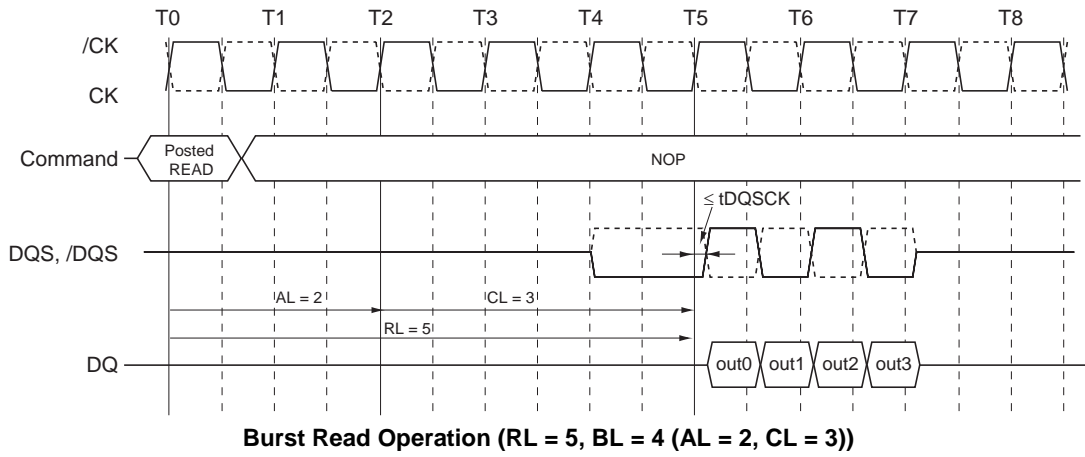 T0 T1 T2 T3 T4 T5 T6 T7 T8
/CK
CK
Command
Posted
READ
NOP
≤ tDQSCK
DQS, /DQS
AL = 2
CL = 3
RL = 5
DQ
out0 out1 out2 out3
Burst Read Operation (RL = 5, BL = 4 (AL = 2, CL = 3))